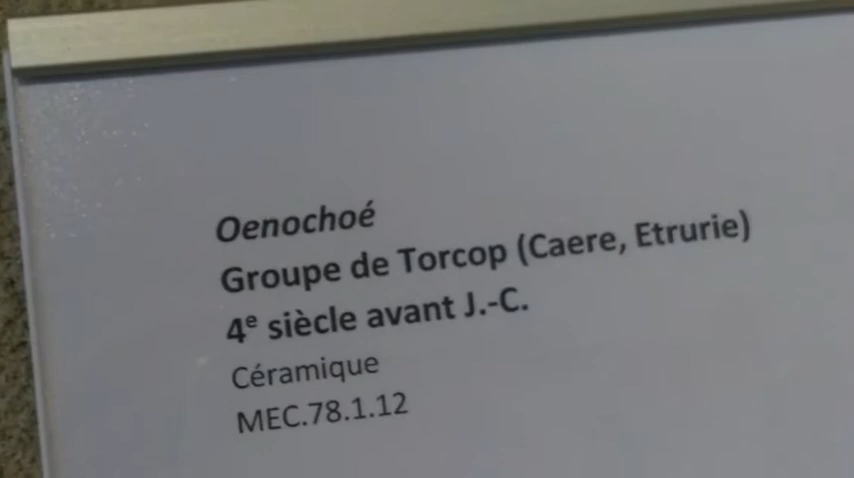 Oenochoé
Groupe de Torcop (Caere, Etrurie)
4e siècle avant J.-C.
Céramique
MEC.78.1.12